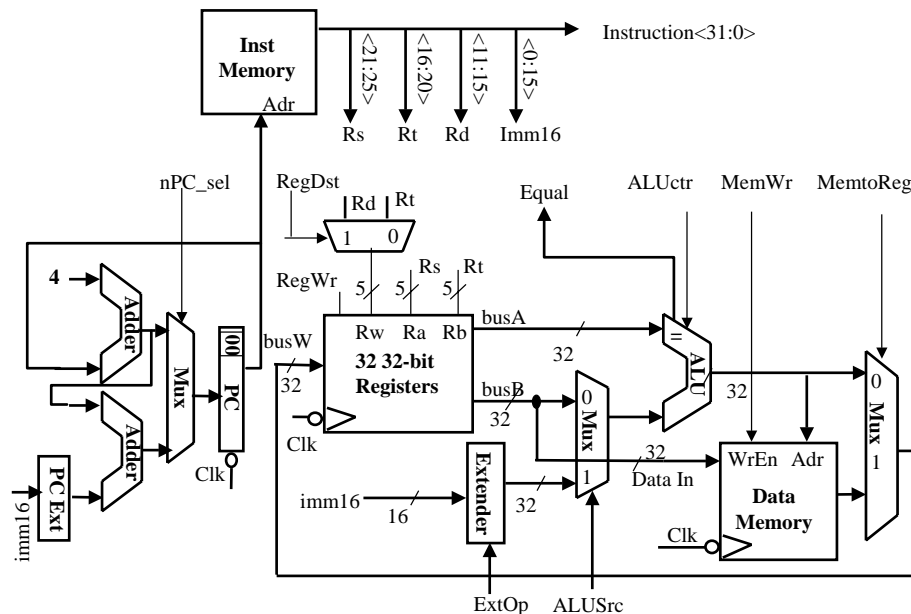 Inst
Memory
Adr
Instruction<31:0>
<21:25>
<16:20>
<11:15>
<0:15>
Rs
Rt
Rd
Imm16
nPC_sel
RegDst
Rd
Rt
1
0
Equal
ALUctr
MemWr
MemtoReg
4
Adder
Mux
00
PC
Clk
Adder
PC Ext
imm16
RegWr
5
5
Rs
5
Rt
busW
32
Rw
Ra
Rb
32 32-bit
Registers
Clk
busA
32
busB
32
=
ALU
32
0
Mux
1
32
Data In
imm16
16
Extender
32
ExtOp
ALUSrc
WrEn
Adr
Data
Memory
Clk
0
Mux
1